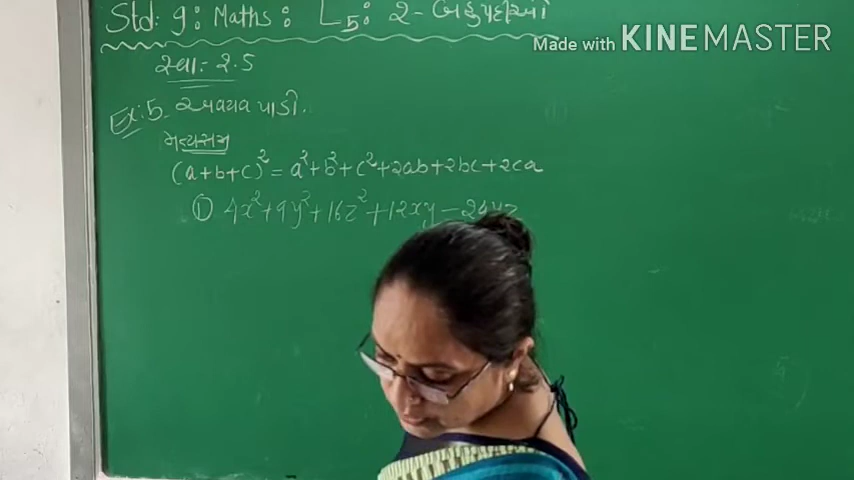 Std: 9: Maths: L5: 2 - બહુપદીઓ
Made with KINEMASTER
સ્વા:- 2.5
Ex: 5. અવયવ પાડો.
નિત્યસમ
(a+b+c)² = a²+b²+c²+2ab+2bc+2ca
① 4x²+9y²+16z²+12xy-24yz